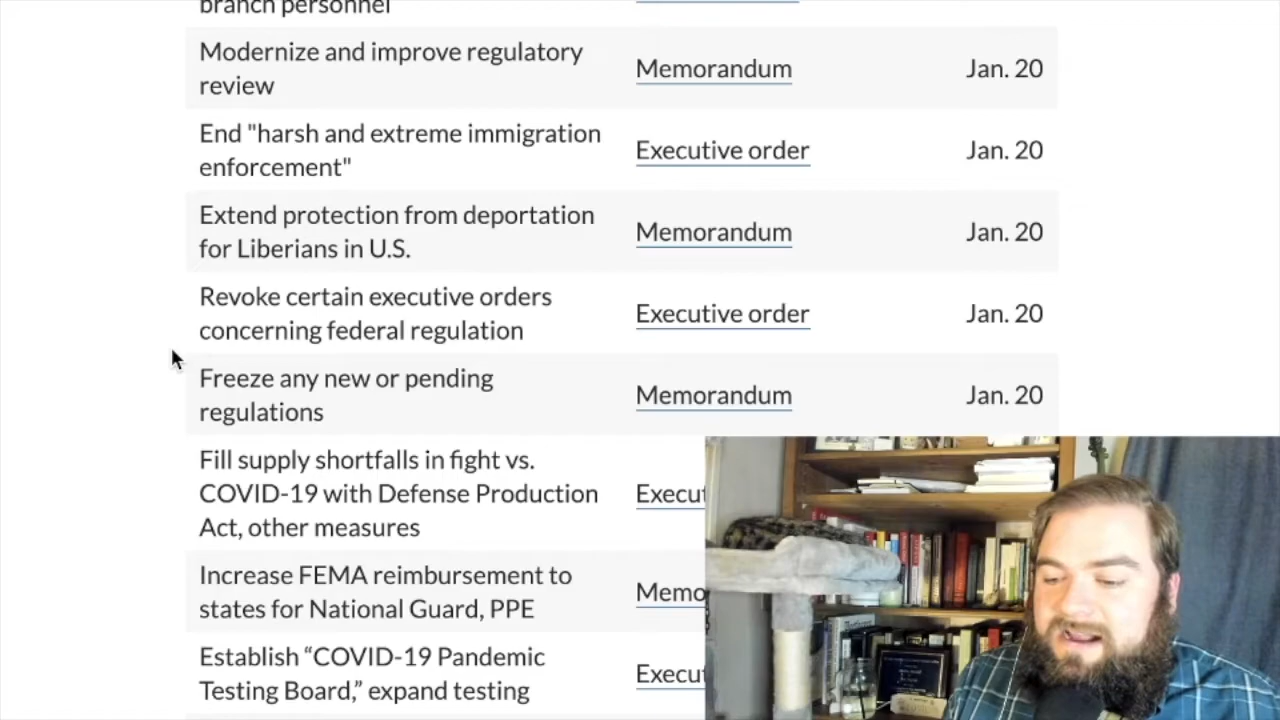 branch personnel
Modernize and improve regulatory
review
Memorandum
Jan. 20
End "harsh and extreme immigration
enforcement"
Executive order
Jan. 20
Extend protection from deportation
for Liberians in U.S.
Memorandum
Jan. 20
Revoke certain executive orders
concerning federal regulation
Executive order
Jan. 20
Freeze any new or pending
regulations
Memorandum
Jan. 20
Fill supply shortfalls in fight vs.
COVID-19 with Defense Production
Act, other measures
Execut
Increase FEMA reimbursement to
states for National Guard, PPE
Memo
Establish “COVID-19 Pandemic
Testing Board,” expand testing
Execut